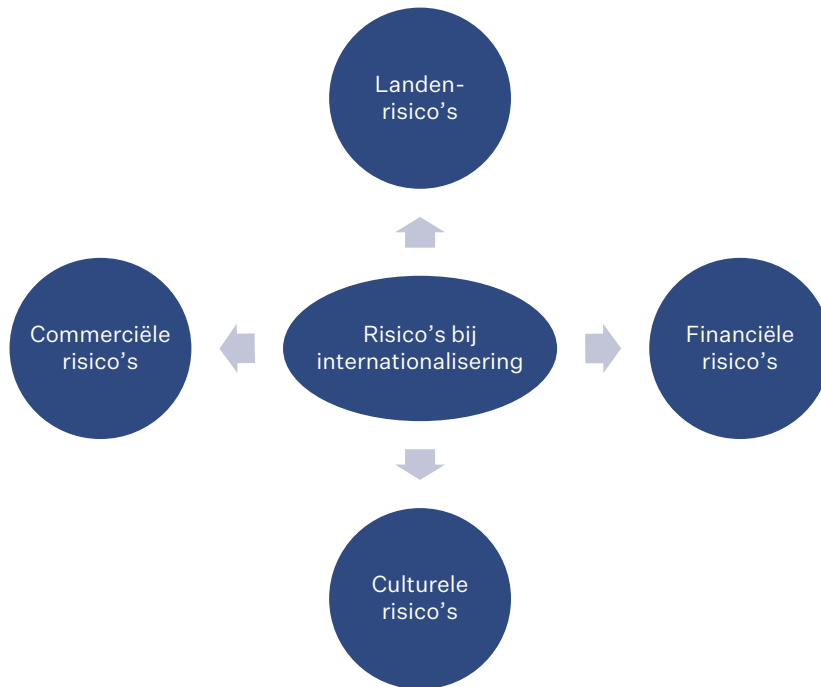 Landen-
risico’s
Commerciële
risico’s
Risico’s bij
internationalisering
Financiële
risico’s
Culturele
risico’s